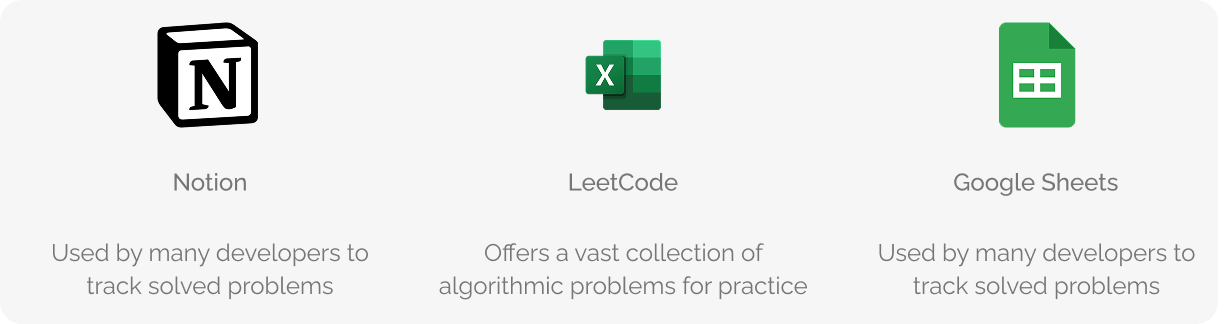 N
X
Notion
LeetCode
Google Sheets
Used by many developers to
track solved problems
Offers a vast collection of
algorithmic problems for practice
Used by many developers to
track solved problems